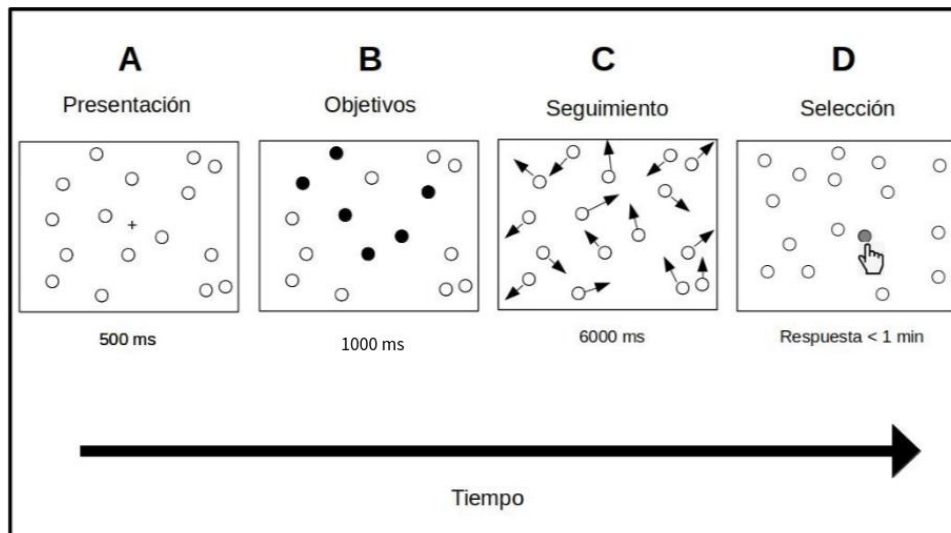 A
B
C
D
Presentación
Objetivos
Seguimiento
Selección
500 ms
1000 ms
6000 ms
Respuesta < 1 min
Tiempo